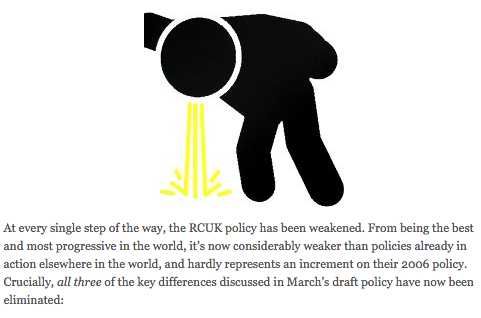 At every single step of the way, the RCUK policy has been weakened. From being the best
and most progressive in the world, it’s now considerably weaker than policies already in
action elsewhere in the world, and hardly represents an increment on their 2006 policy.
Crucially, all three of the key differences discussed in March’s draft policy have now been
eliminated: